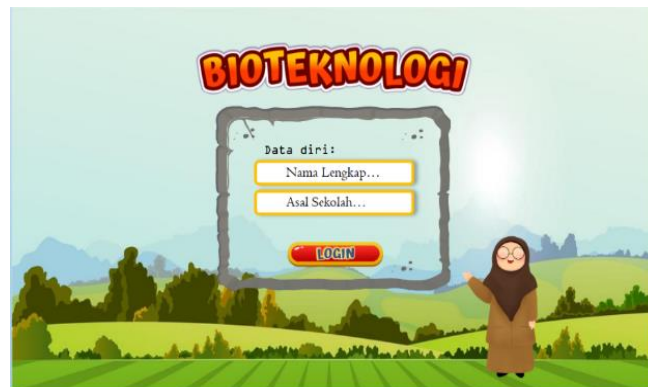 BIOTEKNOLOGI
Data diri:
Nama Lengkap...
Asal Sekolah...
LOGIN